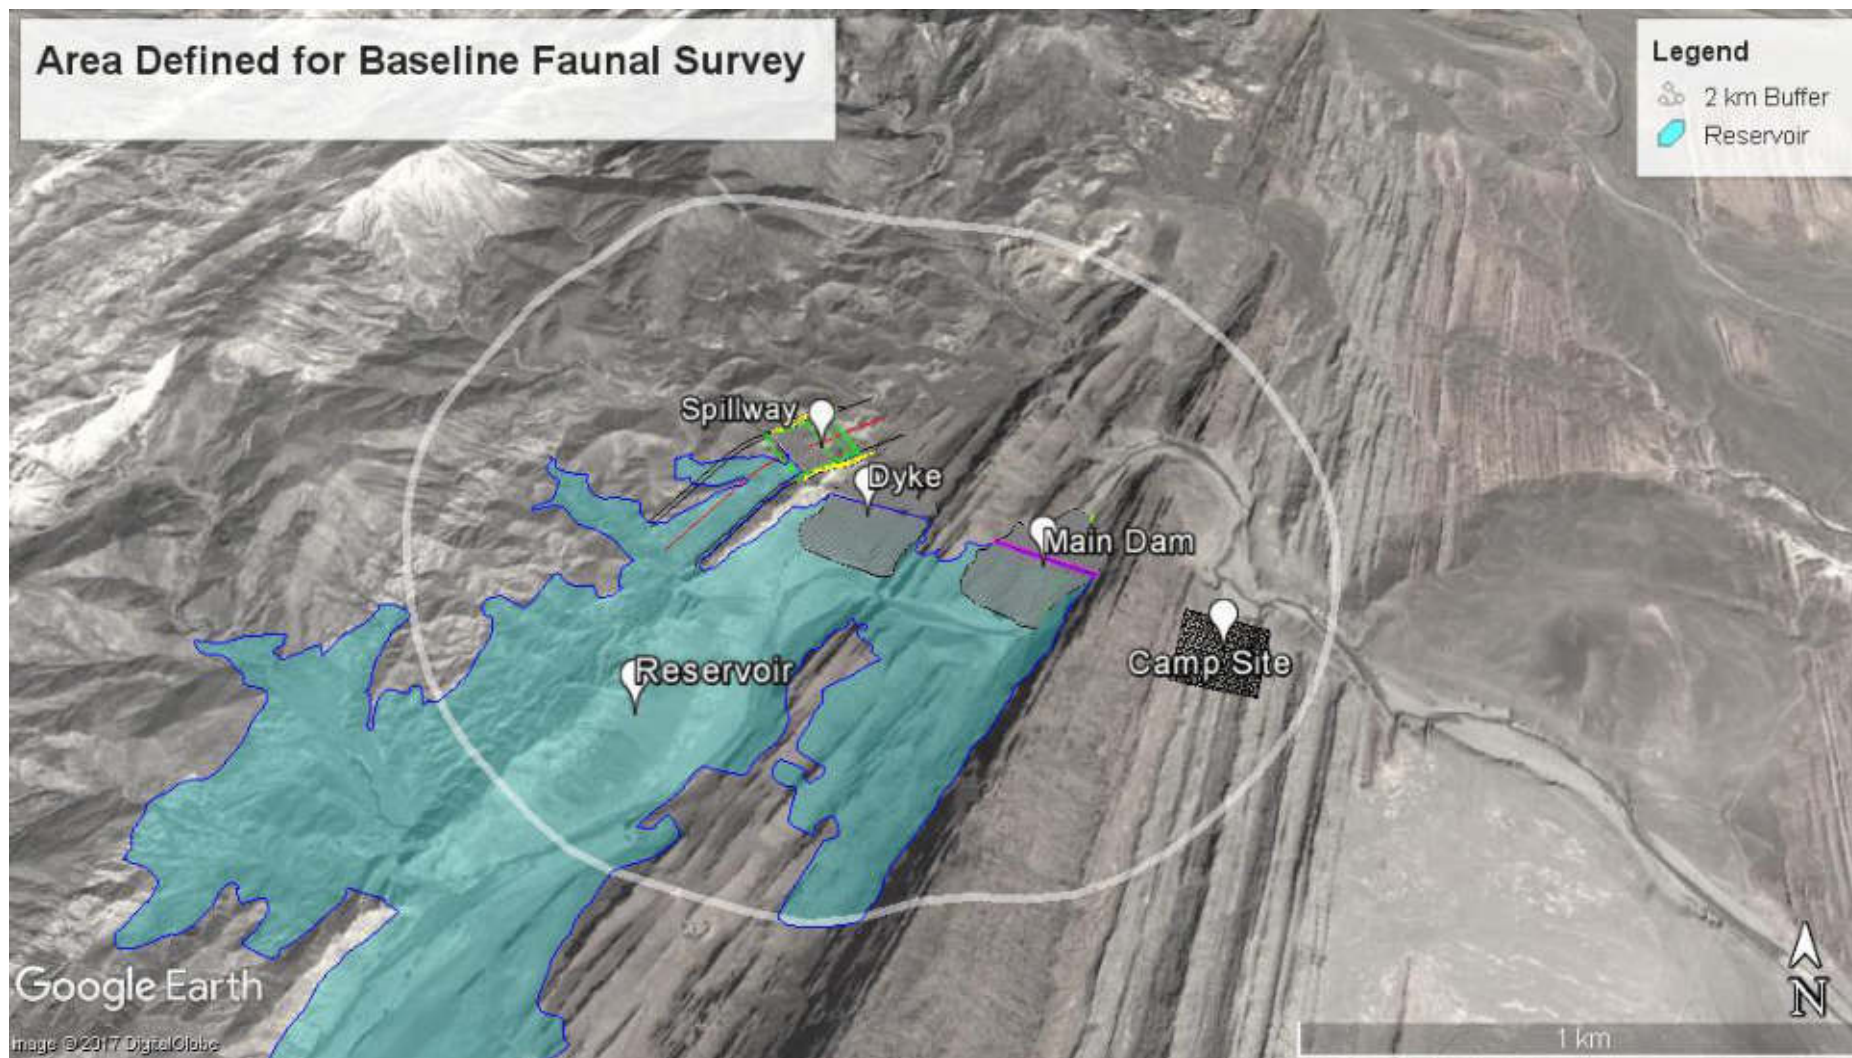 Area Defined for Baseline Faunal Survey
Legend
2 km Buffer
Reservoir
Spillway
Dyke
Main Dam
Camp Site
Reservoir
Google Earth
Image © 2017 DigitalGlobe
1 km
N